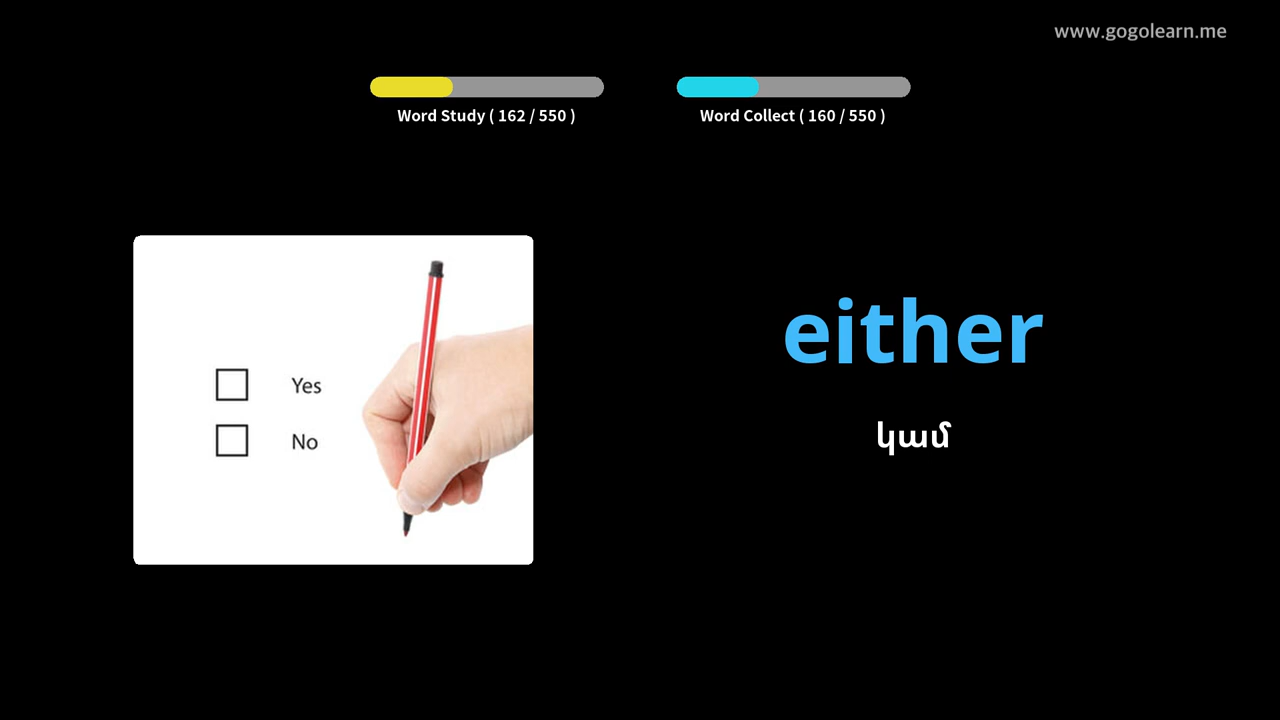 www.gogolearn.me
Word Study ( 162 / 550 )
Word Collect ( 160 / 550 )
Yes
No
either
կամ